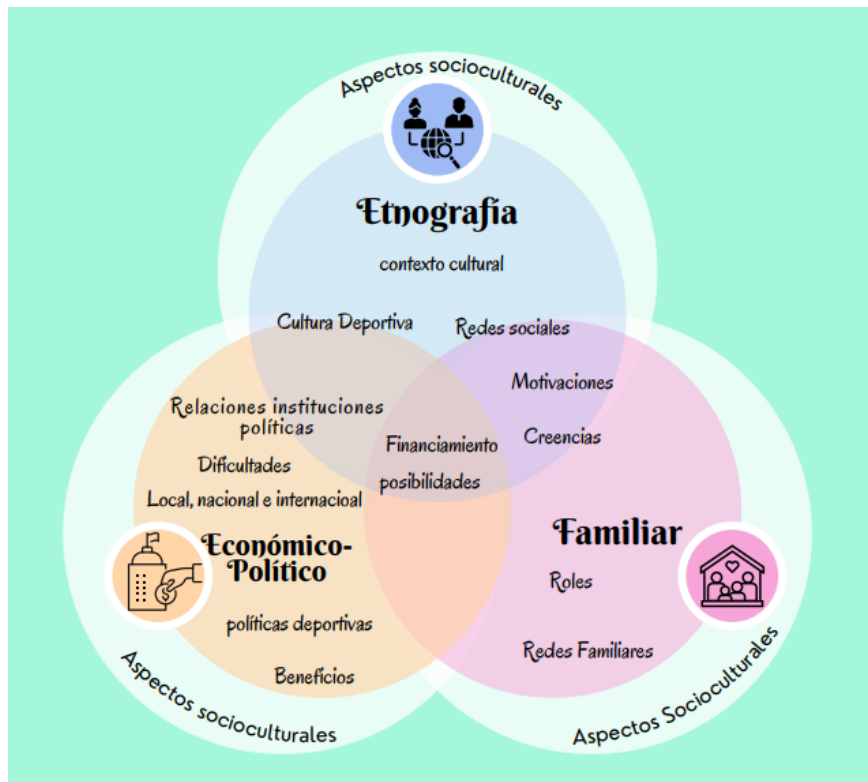 Aspectos socioculturales
Etnografía
contexto cultural
Cultura Deportiva
Redes sociales
Motivaciones
Relaciones instituciones
políticas
Creencias
Financiamiento
Dificultades
posibilidades
Local, nacional e internacioal
Económico-
Político
Familiar
Roles
políticas deportivas
Redes Familiares
Benefícios
Aspectos socioculturales
Aspectos Socioculturales